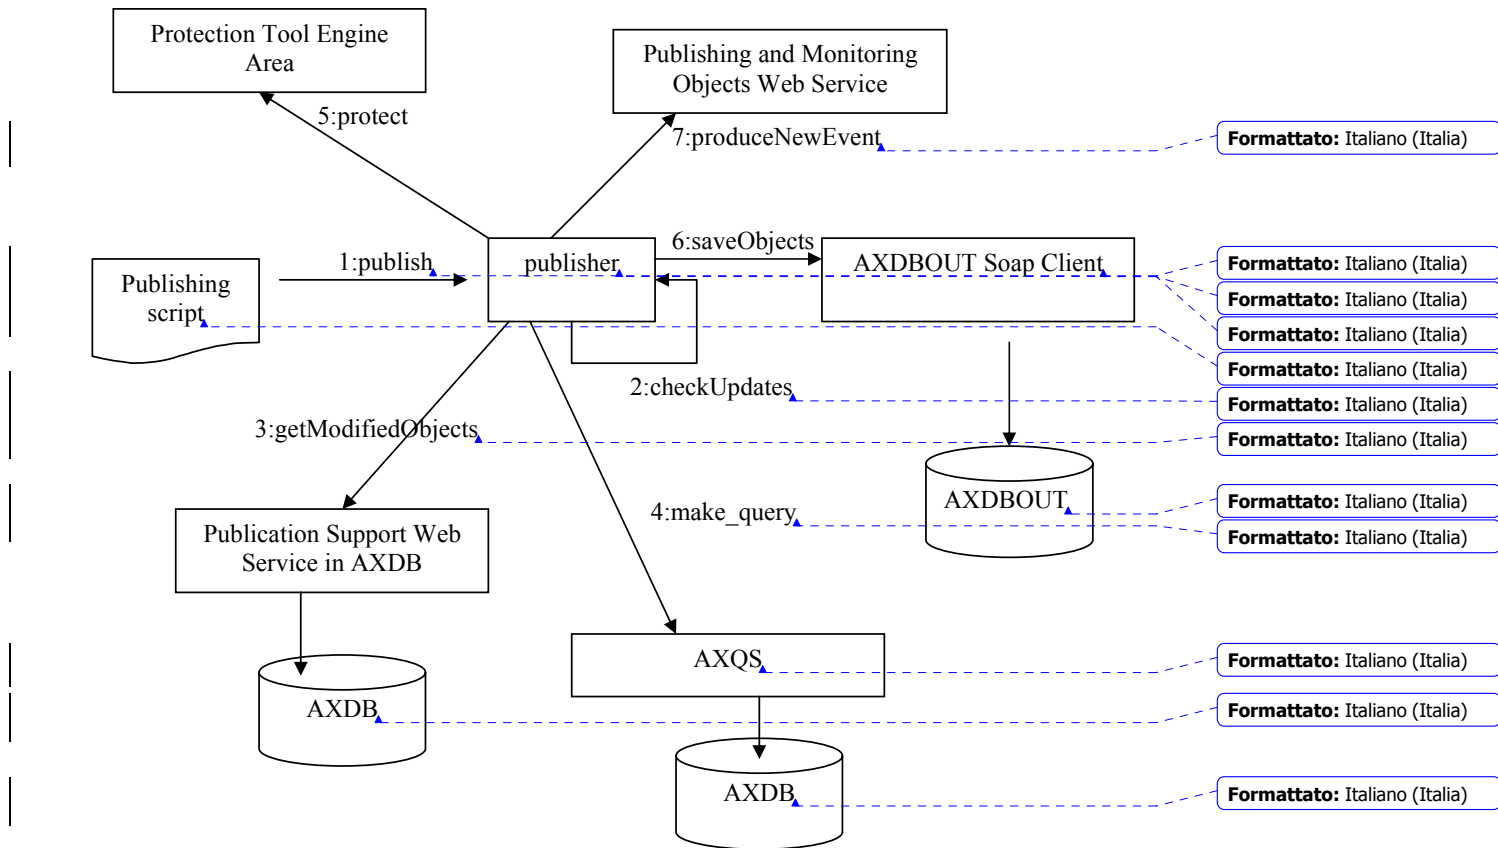 Protection Tool Engine
Area
Publishing and Monitoring
Objects Web Service
5:protect
7:produceNewEvent
Formattato: Italiano (Italia)
6:saveObjects
1:publish
publisher
AXDBOUT Soap Client
Formattato: Italiano (Italia)
Publishing
script
Formattato: Italiano (Italia)
Formattato: Italiano (Italia)
Formattato: Italiano (Italia)
2:checkUpdates
Formattato: Italiano (Italia)
3:getModifiedObjects
Formattato: Italiano (Italia)
AXDBOUT
Formattato: Italiano (Italia)
4:make_query
Formattato: Italiano (Italia)
Publication Support Web
Service in AXDB
AXQS
Formattato: Italiano (Italia)
AXDB
Formattato: Italiano (Italia)
AXDB
Formattato: Italiano (Italia)